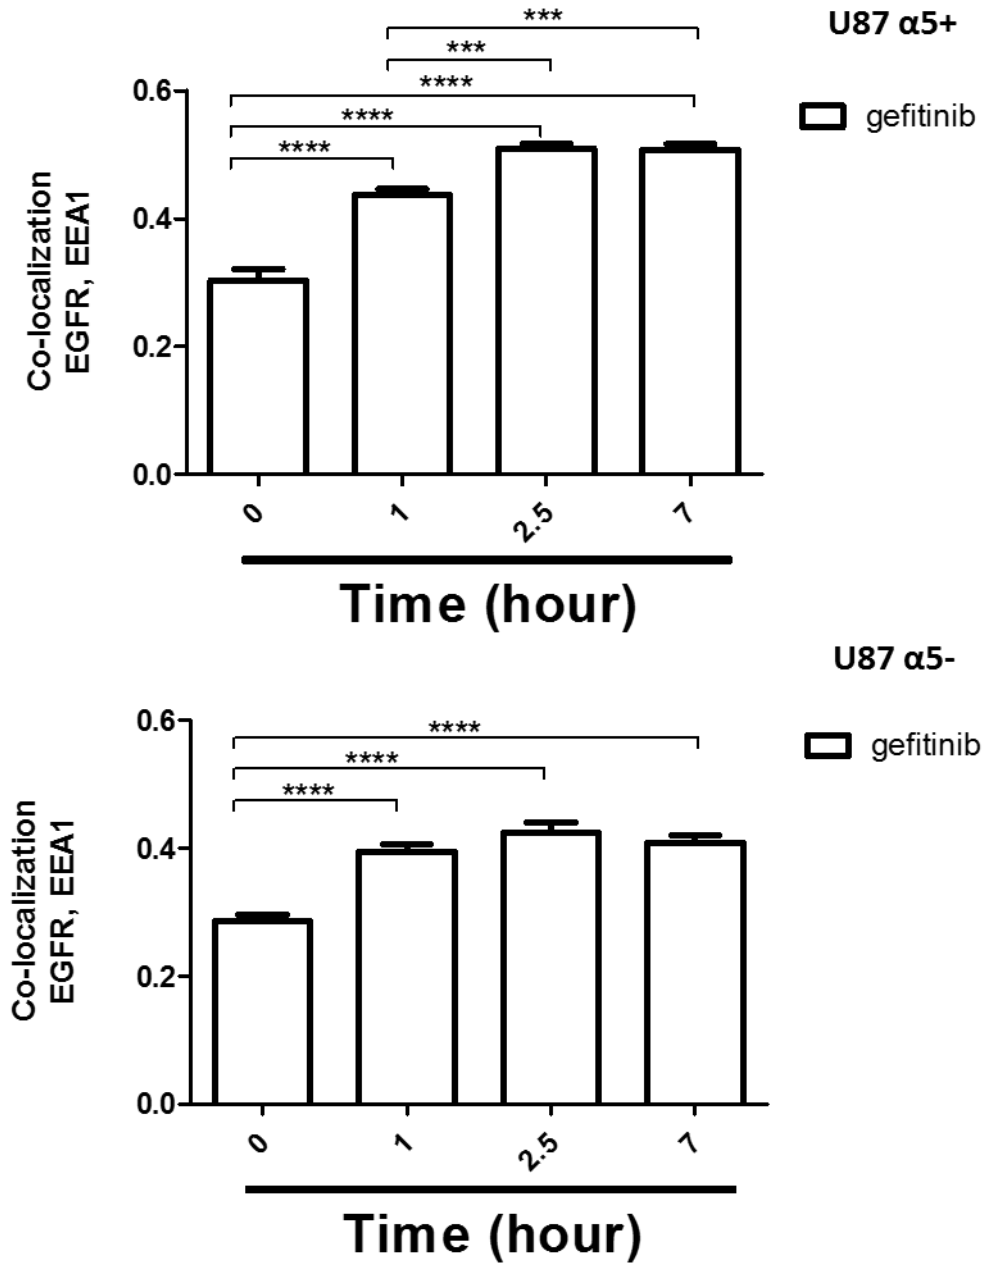 ***
U87 α5+
***
****
0.6
gefitinib
****
****
Co-localization
EGFR, EEA1
0.4
0.2
0.0
0
1
2.5
7
Time (hour)
U87 α5-
0.6
****
gefitinib
****
****
Co-localization
EGFR, EEA1
0.4
0.2
0.0
0
1
2.5
7
Time (hour)